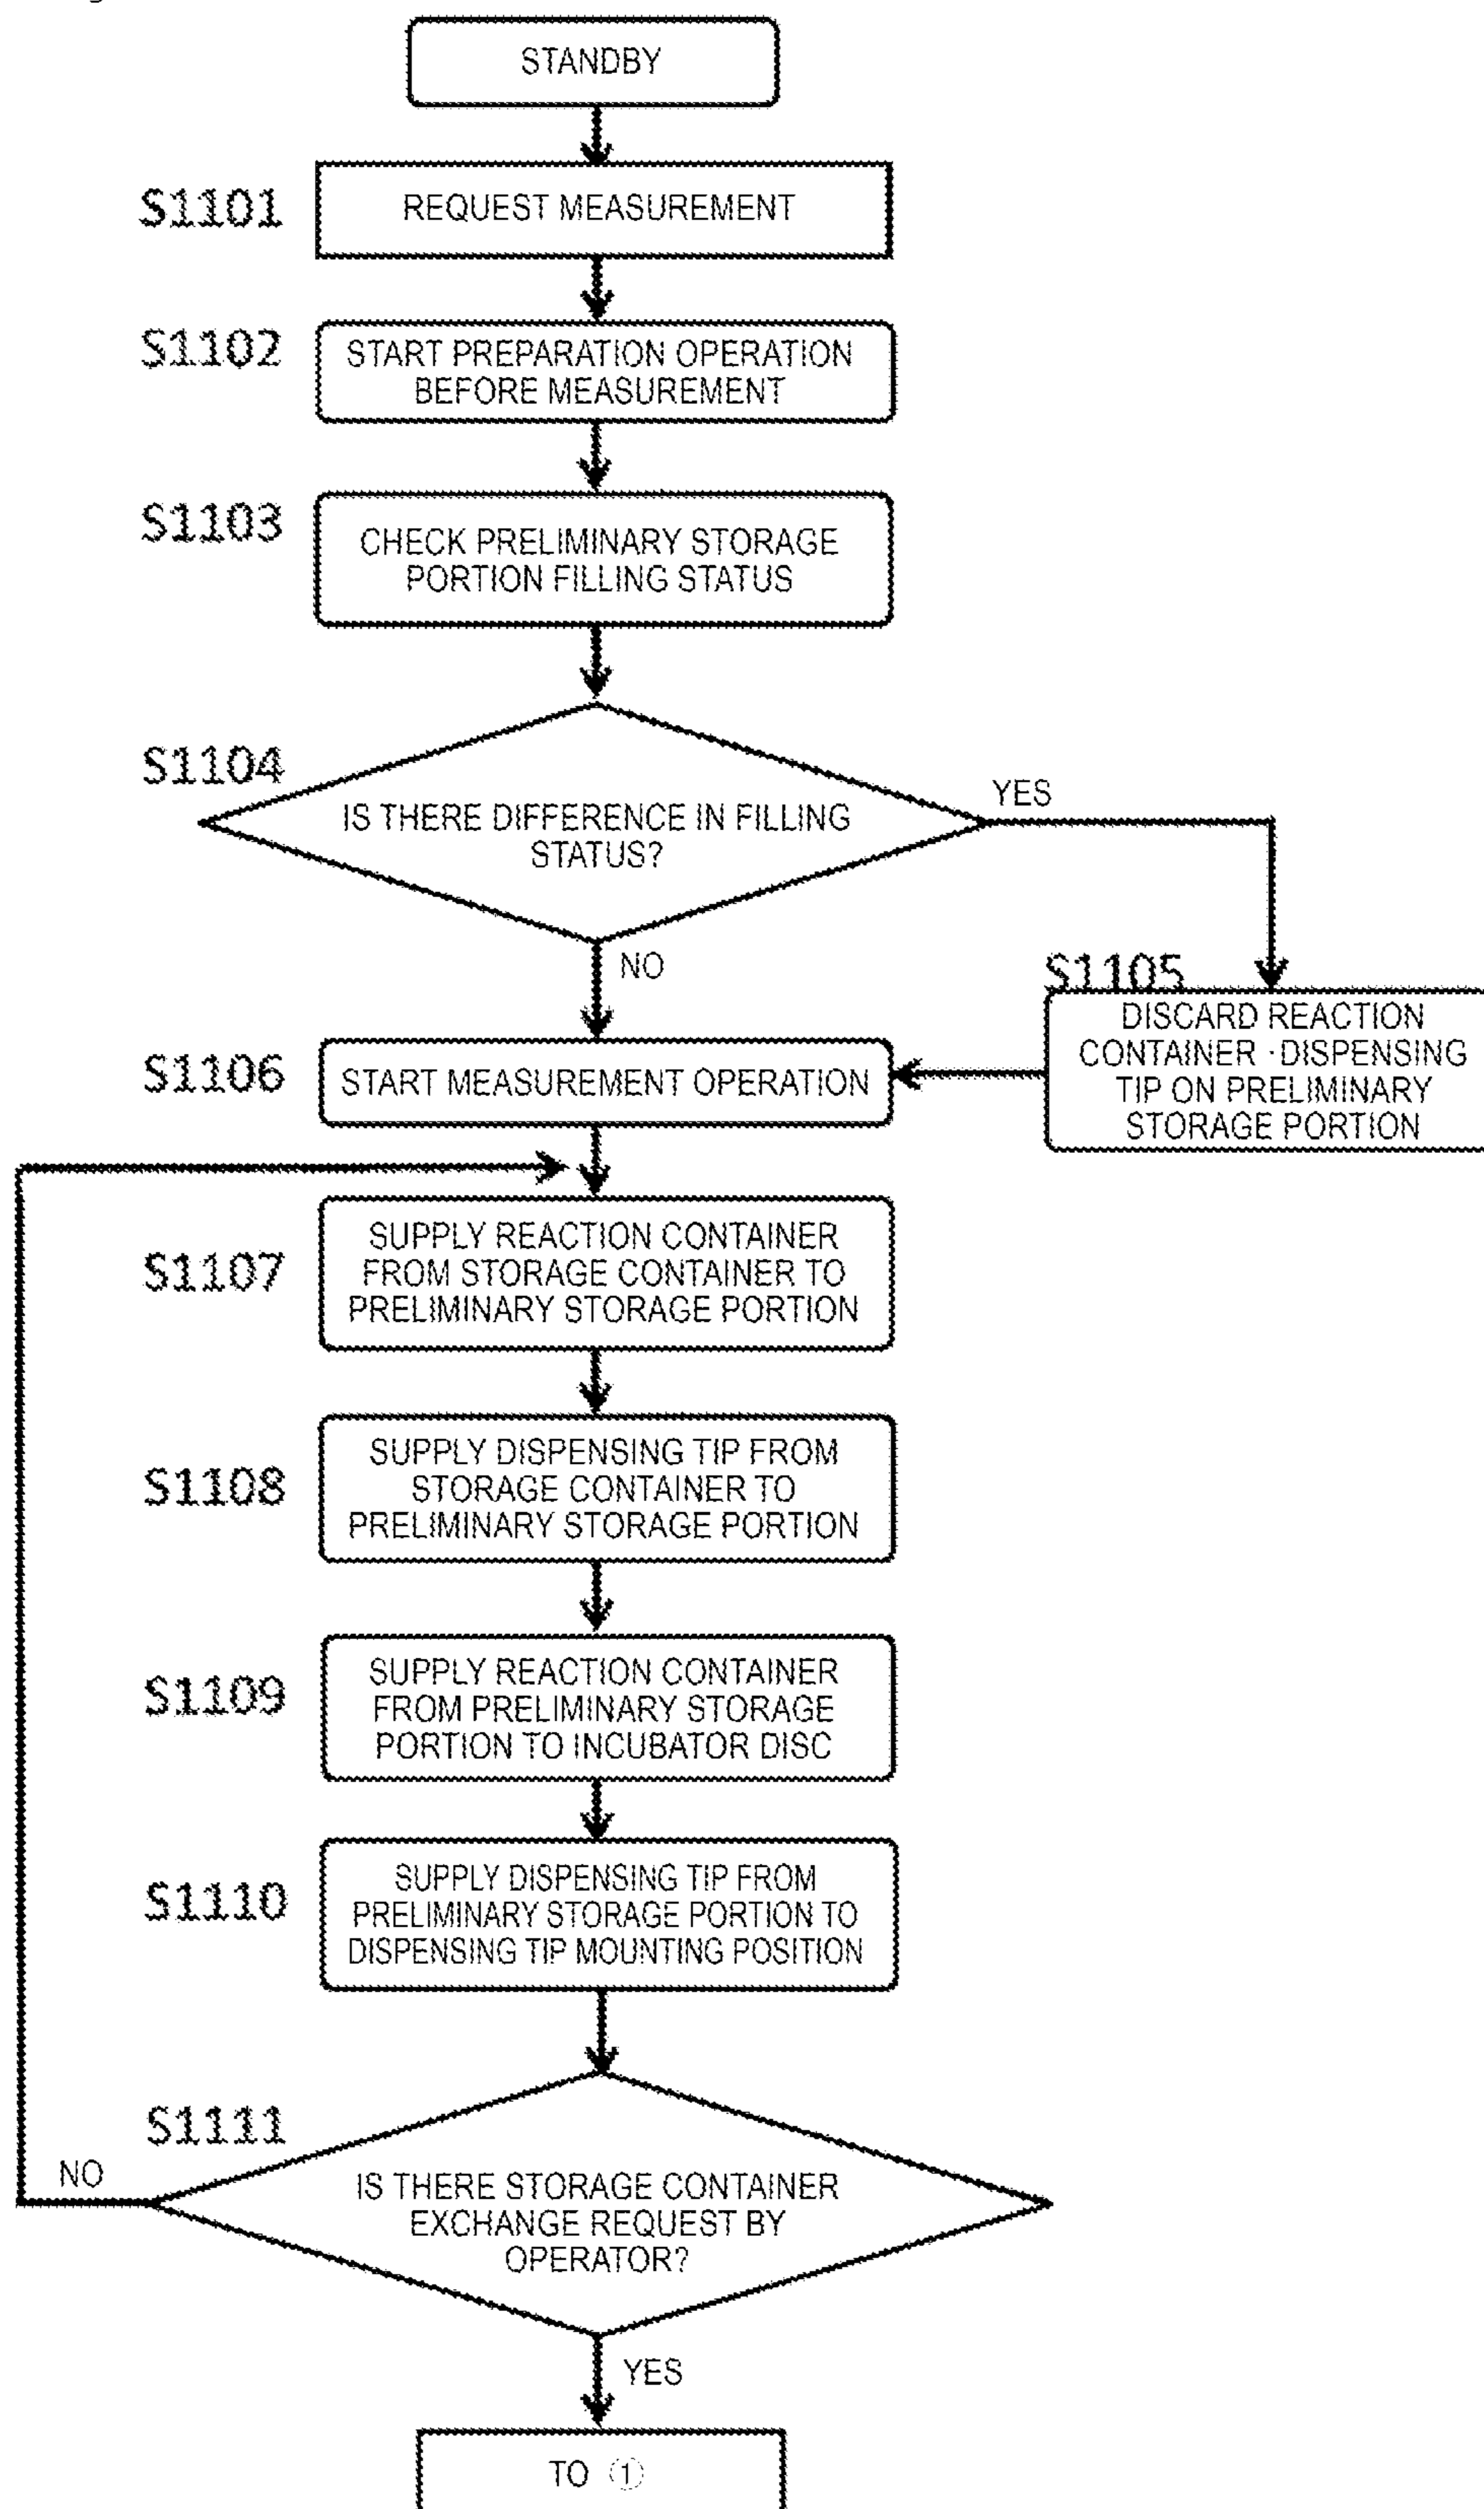 STANDBY
S1101
REQUEST MEASUREMENT
S1102
START PREPARATION OPERATION
BEFORE MEASUREMENT
S1103
CHECK PRELIMINARY STORAGE
PORTION FILLING STATUS
S1104
IS THERE DIFFERENCE IN FILLING
STATUS?
YES
NO
S1105
DISCARD REACTION
CONTAINER ·DISPENSING
TIP ON PRELIMINARY
STORAGE PORTION
S1106
START MEASUREMENT OPERATION
S1107
SUPPLY REACTION CONTAINER
FROM STORAGE CONTAINER TO
PRELIMINARY STORAGE PORTION
S1108
SUPPLY DISPENSING TIP FROM
STORAGE CONTAINER TO
PRELIMINARY STORAGE PORTION
S1109
SUPPLY REACTION CONTAINER
FROM PRELIMINARY STORAGE
PORTION TO INCUBATOR DISC
S1110
SUPPLY DISPENSING TIP FROM
PRELIMINARY STORAGE PORTION TO
DISPENSING TIP MOUNTING POSITION
S1111
NO
IS THERE STORAGE CONTAINER
EXCHANGE REQUEST BY
OPERATOR?
YES
TO ①